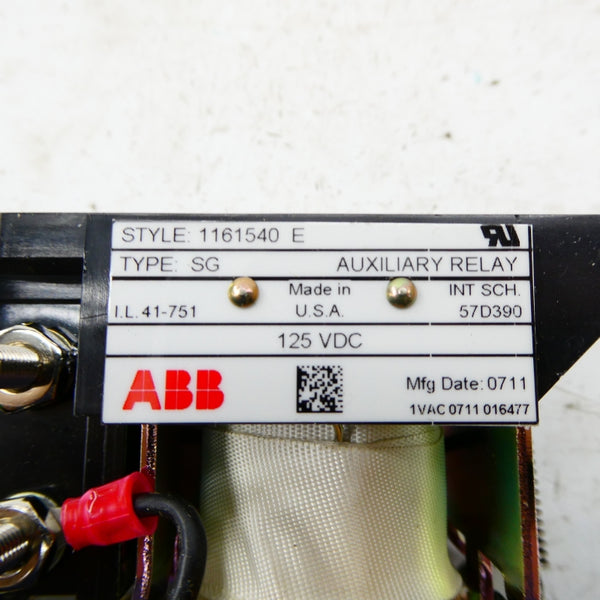 STYLE: 1161540 E
TYPE: SG AUXILIARY RELAY
I.L. 41-751 Made in U.S.A. INT SCH. 57D390
125 VDC
ABB Mfg Date: 0711
1VAC 0711 016477